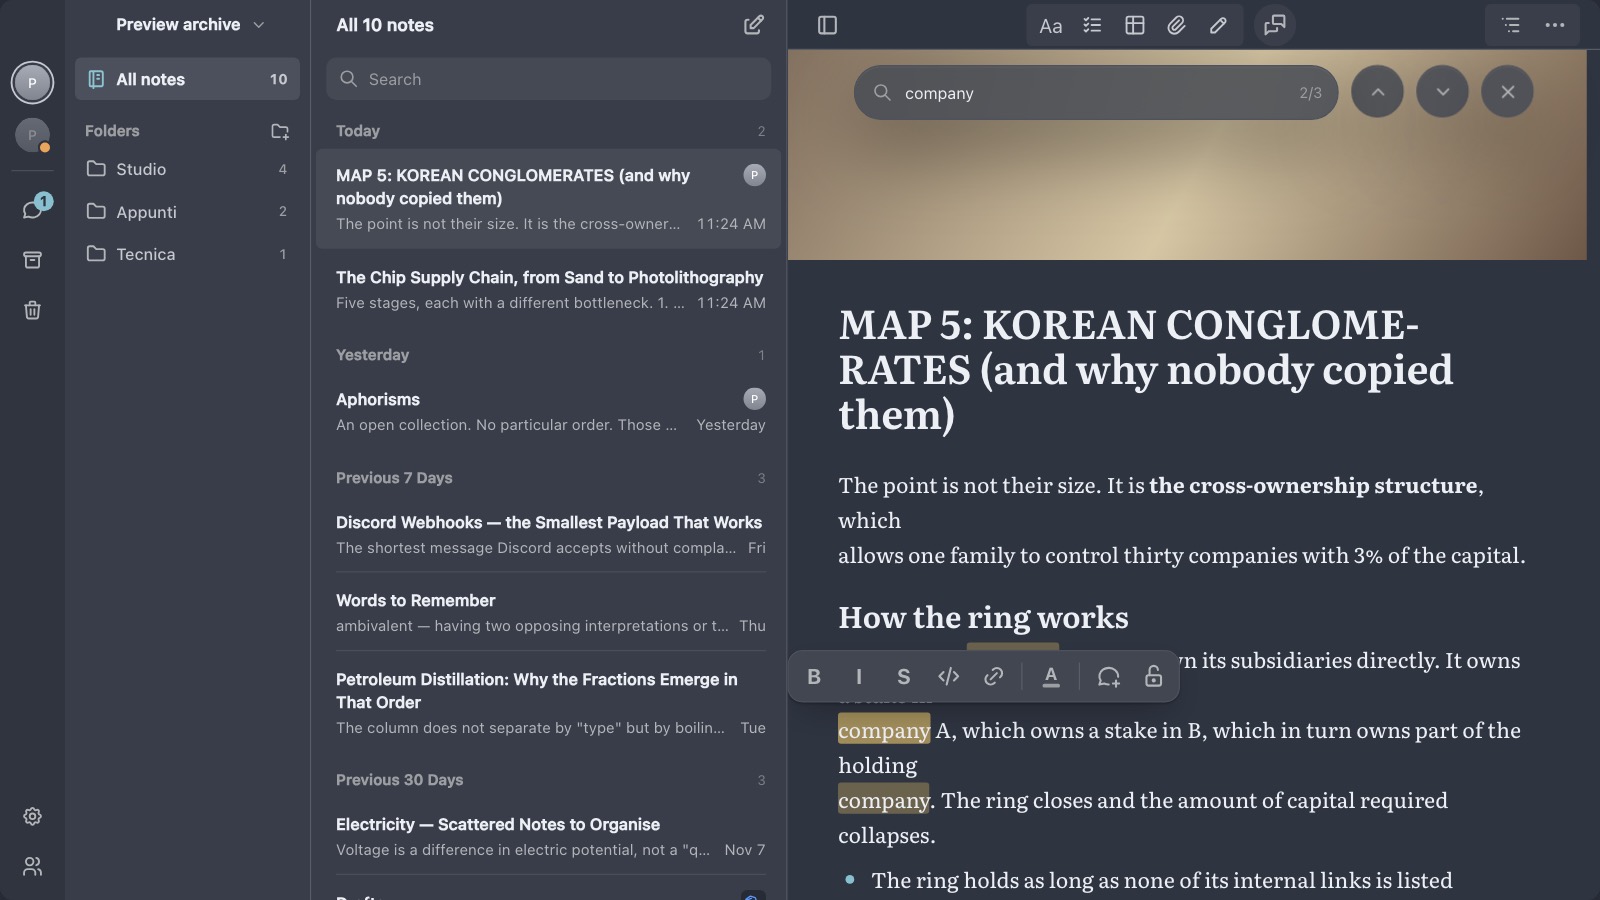 Preview archive
P
P
1
All notes 10
Folders
Studio 4
Appunti 2
Tecnica 1
All 10 notes
Search
Today 2
MAP 5: KOREAN CONGLOMERATES (and why
nobody copied them)
P
The point is not their size. It is the cross-owner... 11:24 AM
The Chip Supply Chain, from Sand to Photolithography
Five stages, each with a different bottleneck. 1. ... 11:24 AM
Yesterday 1
Aphorisms
P
An open collection. No particular order. Those ... Yesterday
Previous 7 Days 3
Discord Webhooks — the Smallest Payload That Works
The shortest message Discord accepts without compla... Fri
Words to Remember
ambivalent — having two opposing interpretations or t... Thu
Petroleum Distillation: Why the Fractions Emerge in
That Order
The column does not separate by "type" but by boilin... Tue
Previous 30 Days 3
Electricity — Scattered Notes to Organise
Voltage is a difference in electric potential, not a "q... Nov 7
Aa
company 2/3
MAP 5: KOREAN CONGLOME-
RATES (and why nobody copied
them)
The point is not their size. It is the cross-ownership structure,
which
allows one family to control thirty companies with 3% of the capital.
How the ring works
its subsidiaries directly. It owns
B I S </> A
company A, which owns a stake in B, which in turn owns part of the
holding
company. The ring closes and the amount of capital required
collapses.
• The ring holds as long as none of its internal links is listed